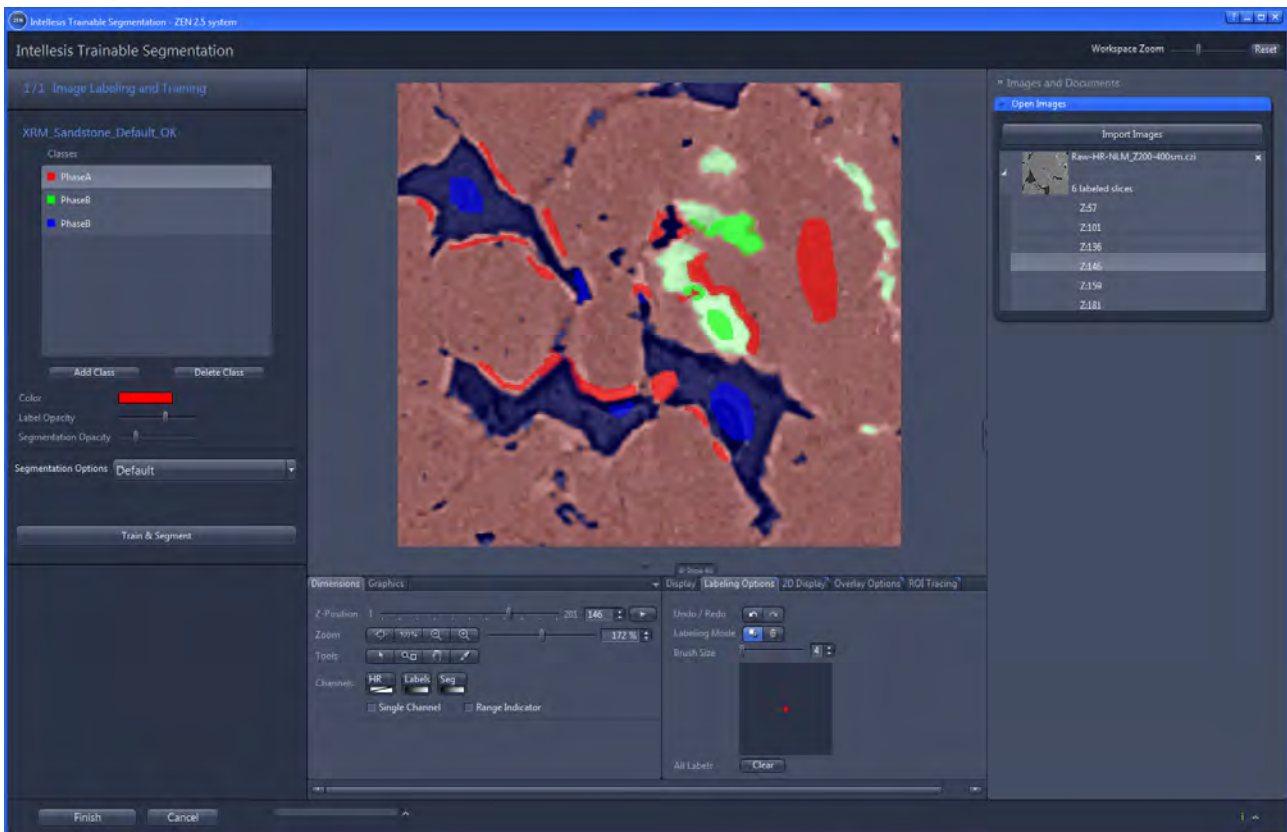 ZEN Intellesis Trainable Segmentation - ZEN 2.5 system
Intellesis Trainable Segmentation
Workspace Zoom Reset
1/1 Image Labeling and Training
XRM_Sandstone_Default_OK
Classes
PhaseA
PhaseB
PhaseB
Add Class Delete Class
Color
Label Opacity
Segmentation Opacity
Segmentation Options Default
Train & Segment
Finish Cancel
Dimensions Graphics
Z-Position 1 201 146
Zoom 100% 172 %
Tools
Channels HR Labels Seg
Single Channel Range Indicator
Show All
Display Labeling Options 2D Display Overlay Options ROI Tracing
Undo / Redo
Labeling Mode
Brush Size 4
All Labels Clear
Images and Documents
Open Images
Import Images
Raw-HR-NLM_Z200-400sm.czi
6 labeled slices
Z:57
Z:101
Z:136
Z:146
Z:159
Z:181